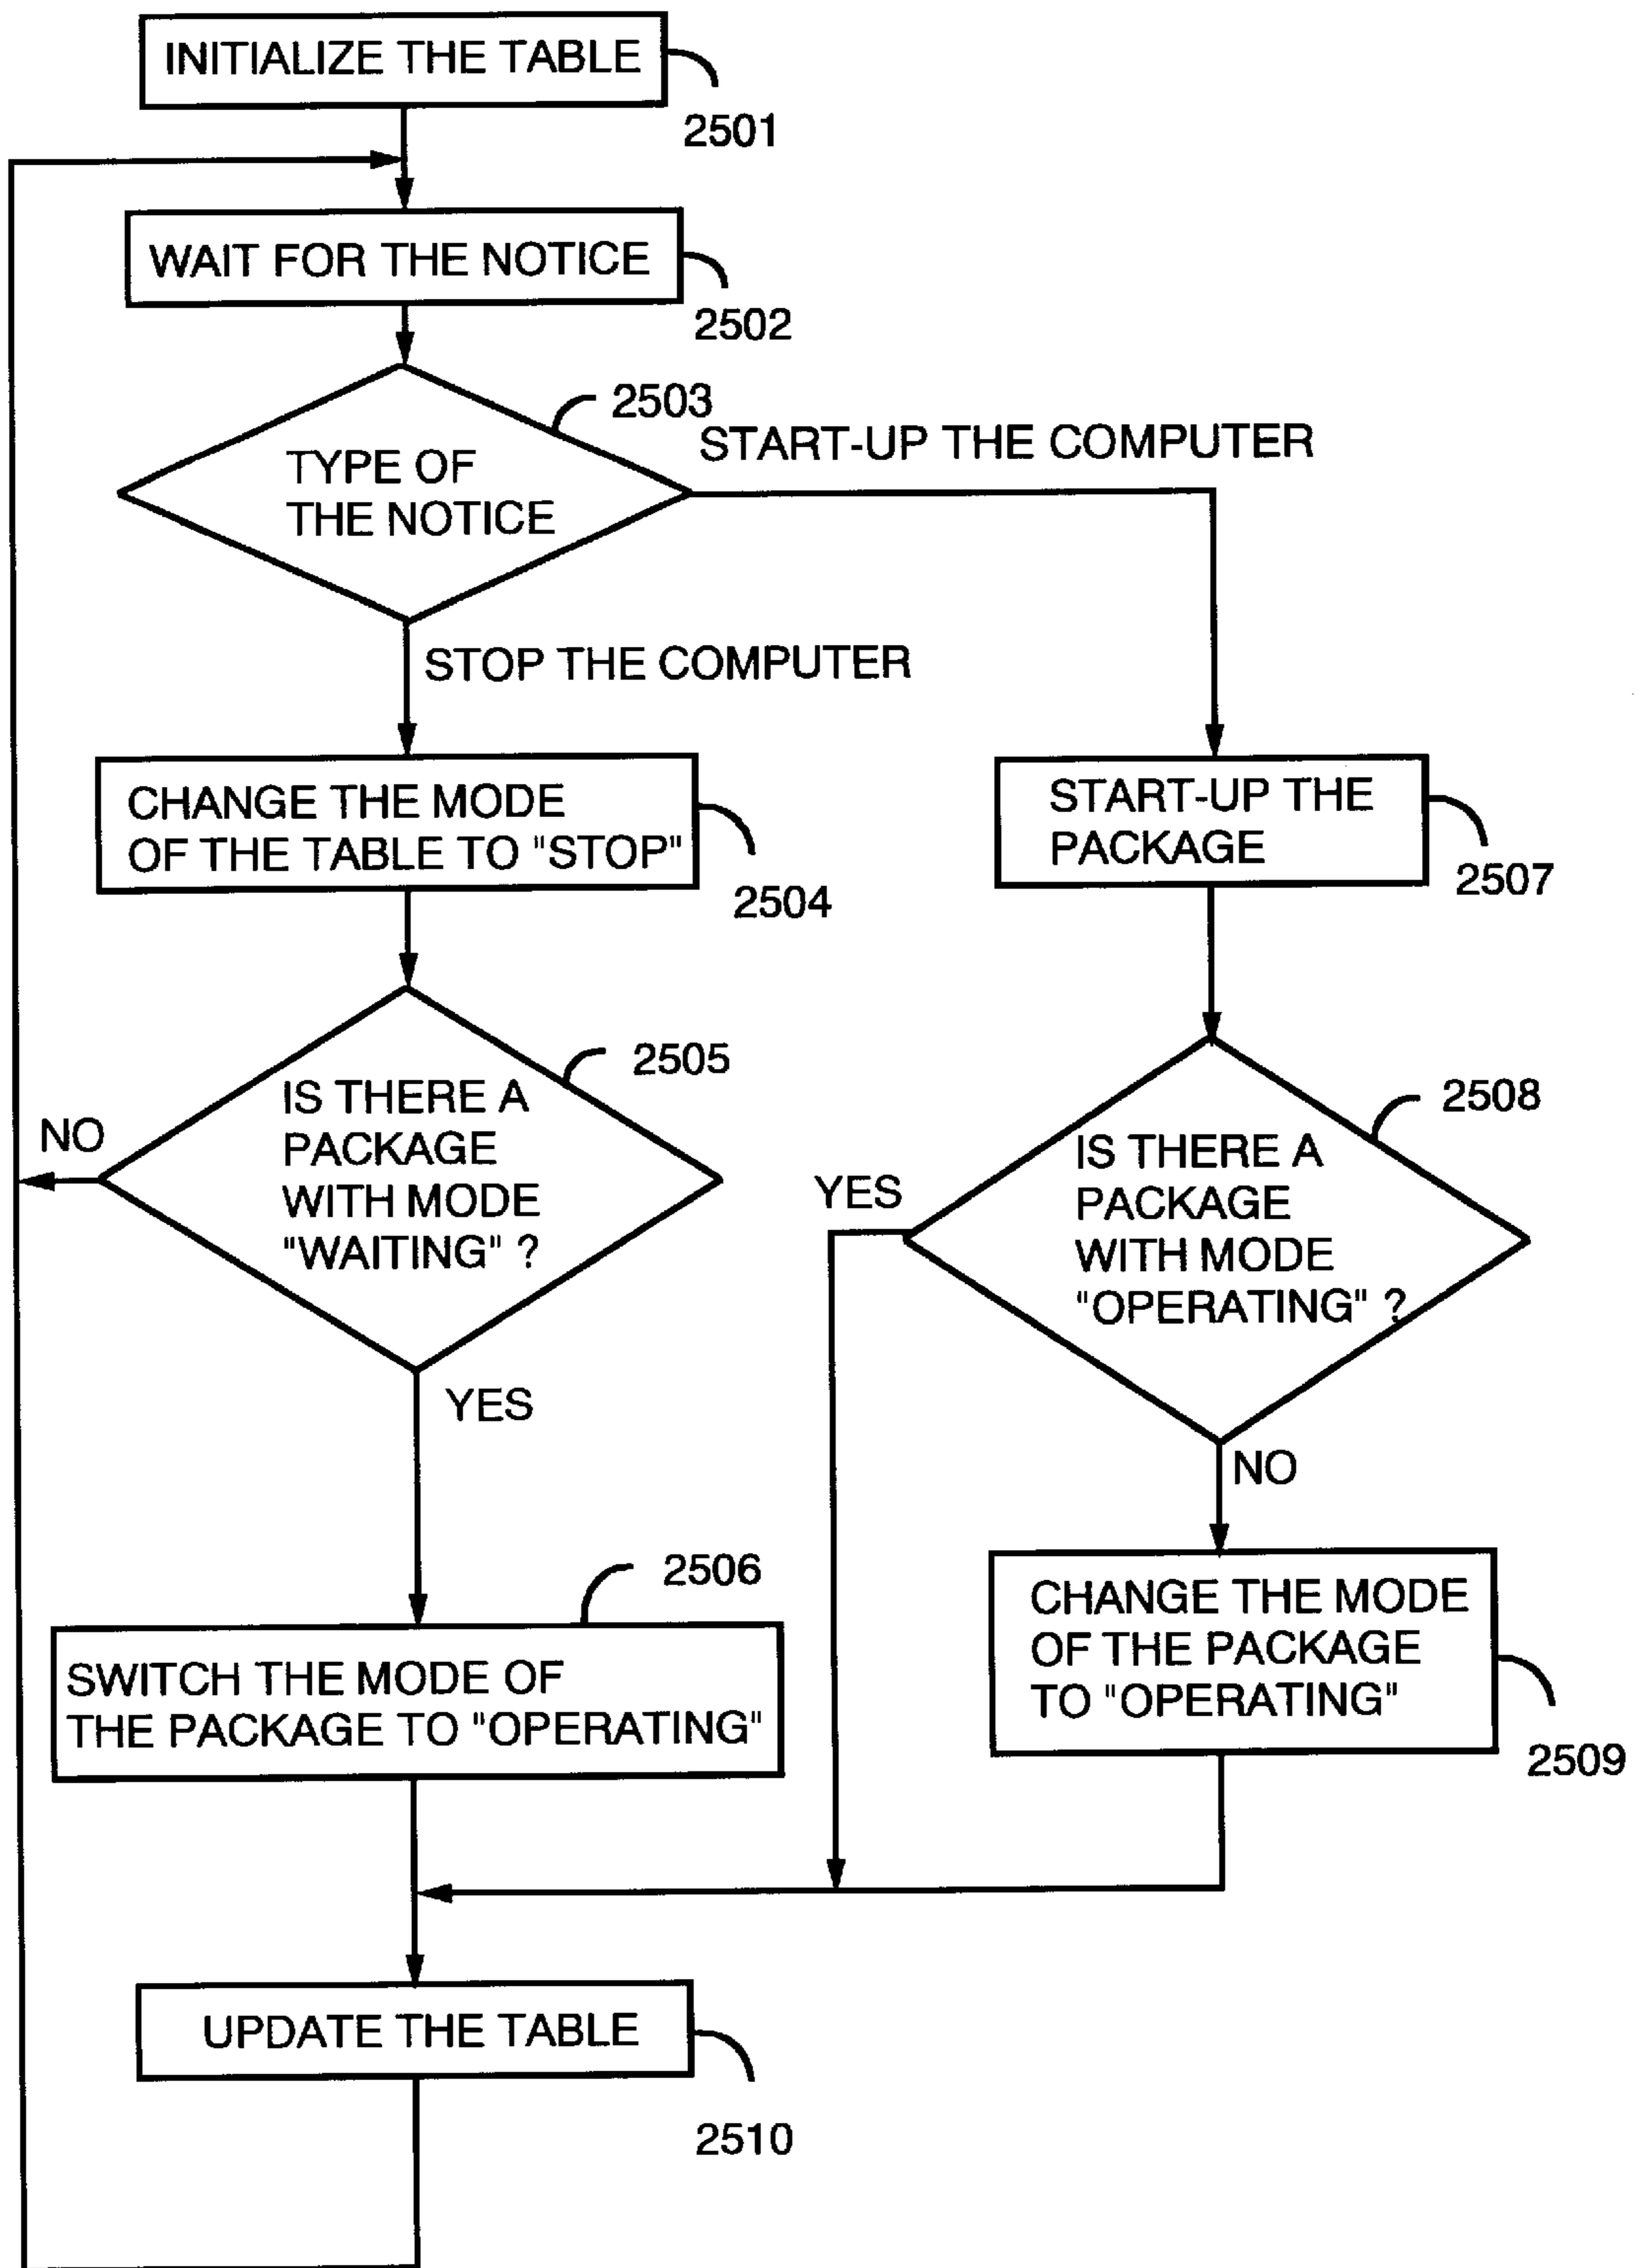 INITIALIZE THE TABLE
2501
WAIT FOR THE NOTICE
2502
2503
TYPE OF
THE NOTICE
START-UP THE COMPUTER
STOP THE COMPUTER
CHANGE THE MODE
OF THE TABLE TO "STOP"
2504
START-UP THE
PACKAGE
2507
2505
IS THERE A
PACKAGE
WITH MODE
"WAITING" ?
NO
YES
2508
IS THERE A
PACKAGE
WITH MODE
"OPERATING" ?
YES
NO
2506
SWITCH THE MODE OF
THE PACKAGE TO "OPERATING"
CHANGE THE MODE
OF THE PACKAGE
TO "OPERATING"
2509
UPDATE THE TABLE
2510